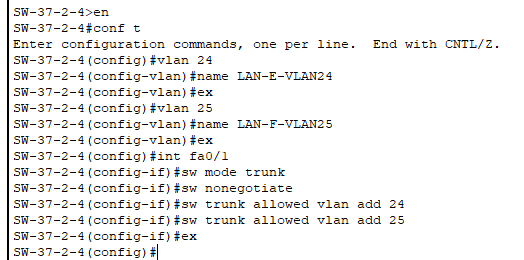 SW-37-2-4>en
SW-37-2-4#conf t
Enter configuration commands, one per line.  End with CNTL/Z.
SW-37-2-4(config)#vlan 24
SW-37-2-4(config-vlan)#name LAN-E-VLAN24
SW-37-2-4(config-vlan)#ex
SW-37-2-4(config)#vlan 25
SW-37-2-4(config-vlan)#name LAN-F-VLAN25
SW-37-2-4(config-vlan)#ex
SW-37-2-4(config)#int fa0/1
SW-37-2-4(config-if)#sw mode trunk
SW-37-2-4(config-if)#sw nonegotiate
SW-37-2-4(config-if)#sw trunk allowed vlan add 24
SW-37-2-4(config-if)#sw trunk allowed vlan add 25
SW-37-2-4(config-if)#ex
SW-37-2-4(config)#